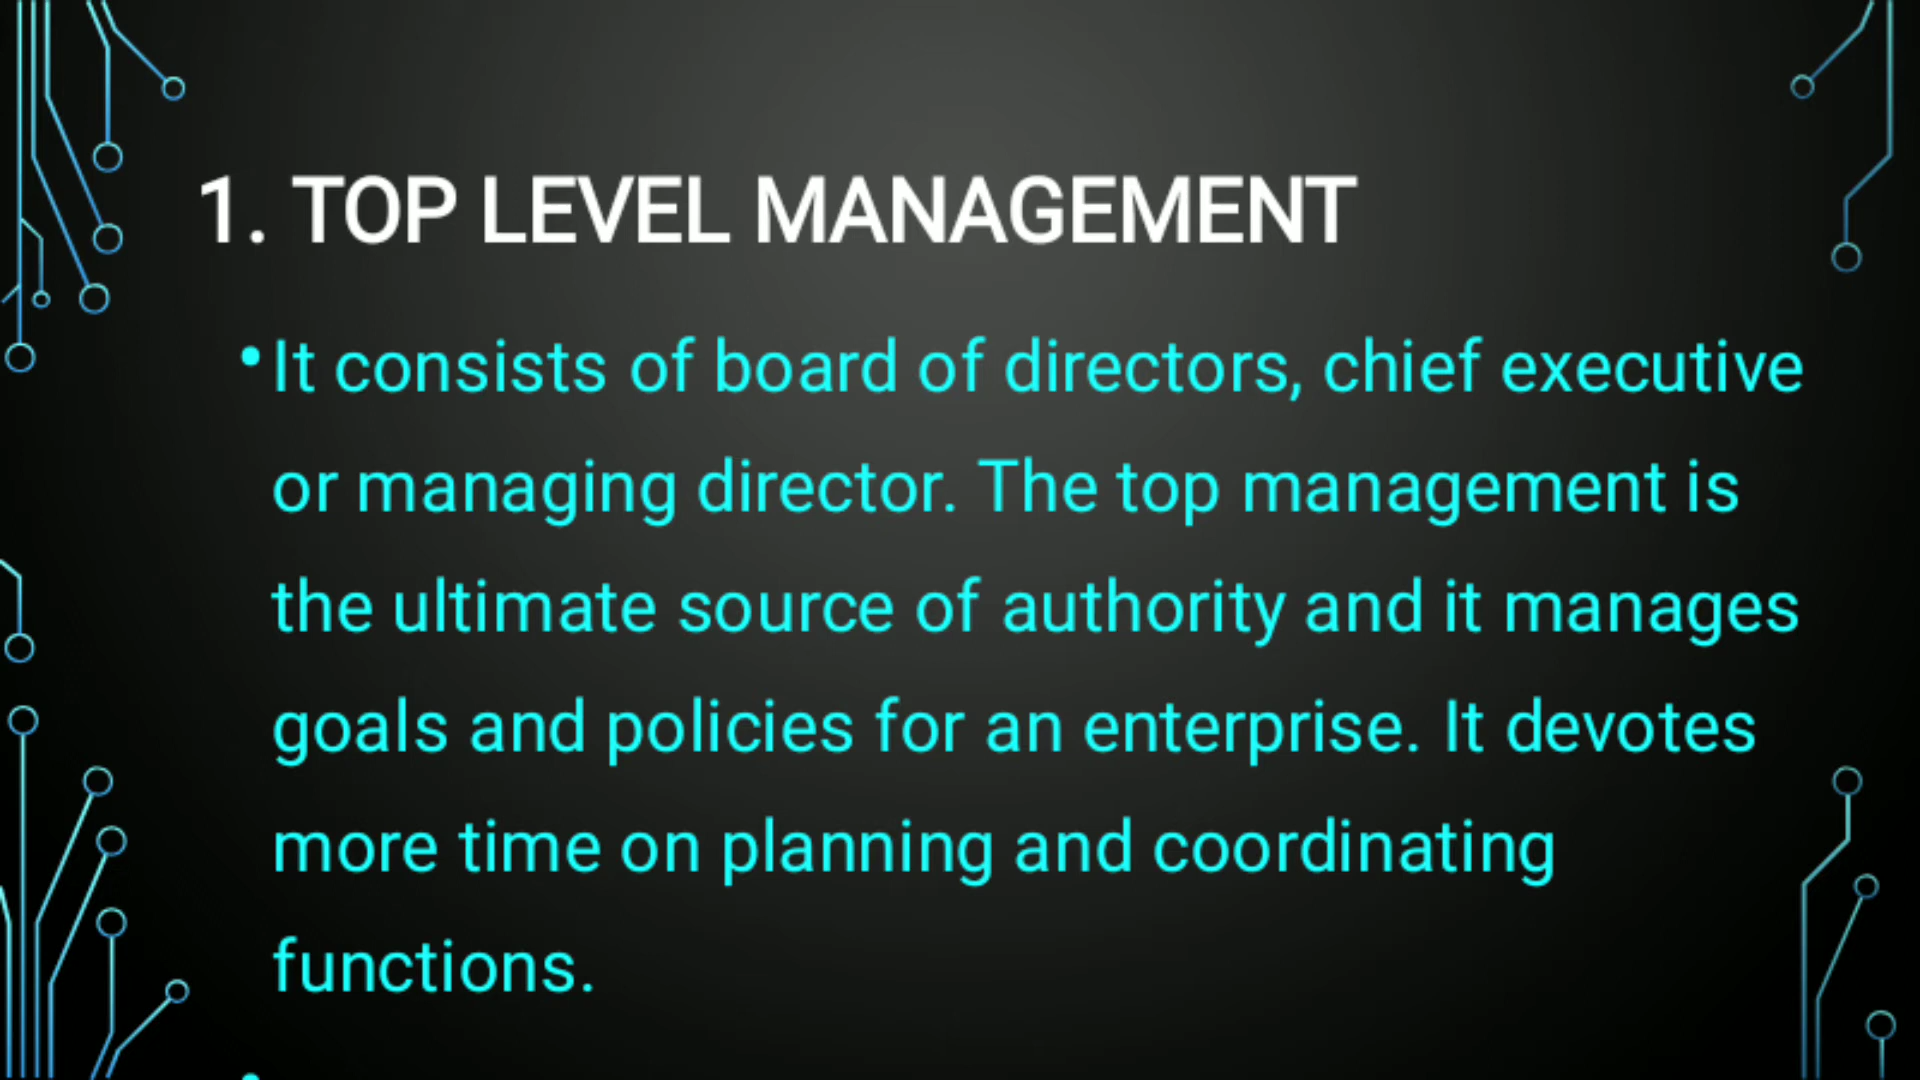 1. TOP LEVEL MANAGEMENT
•It consists of board of directors, chief executive
or managing director. The top management is
the ultimate source of authority and it manages
goals and policies for an enterprise. It devotes
more time on planning and coordinating
functions.